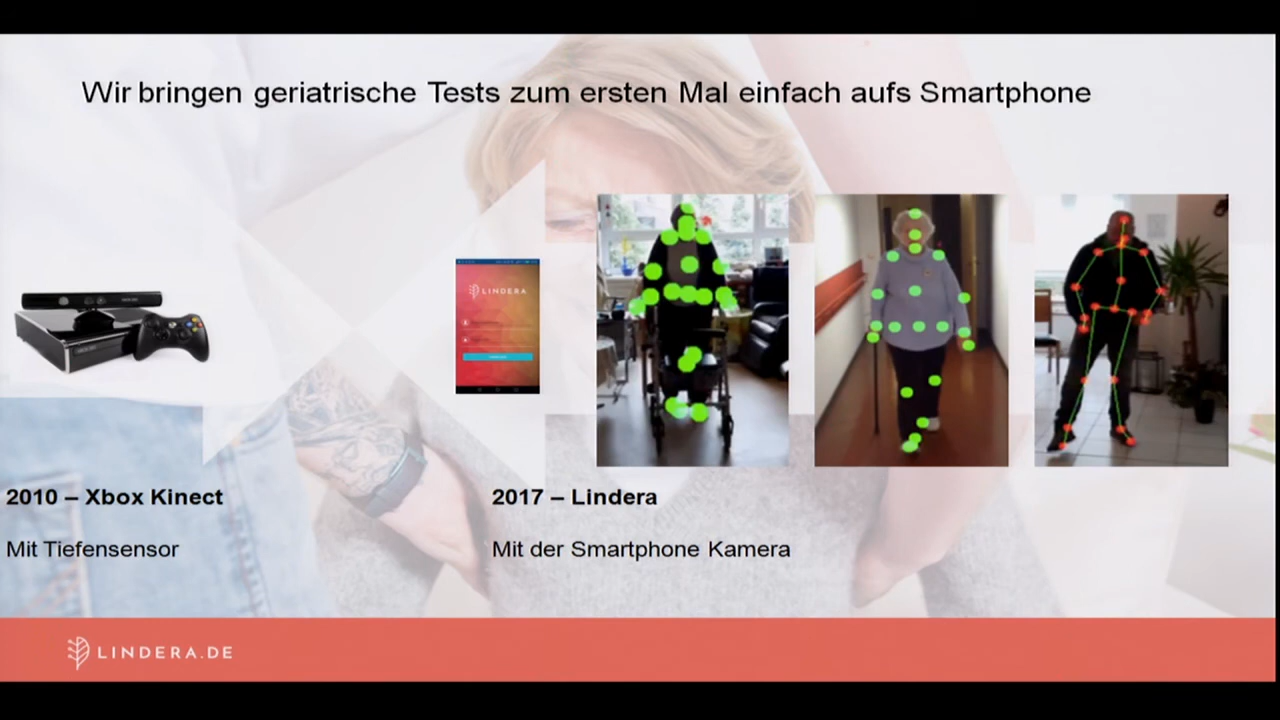 Wir bringen geriatrische Tests zum ersten Mal einfach aufs Smartphone
LINDERA
2010 – Xbox Kinect
Mit Tiefensensor
2017 – Lindera
Mit der Smartphone Kamera
LINDERA.DE